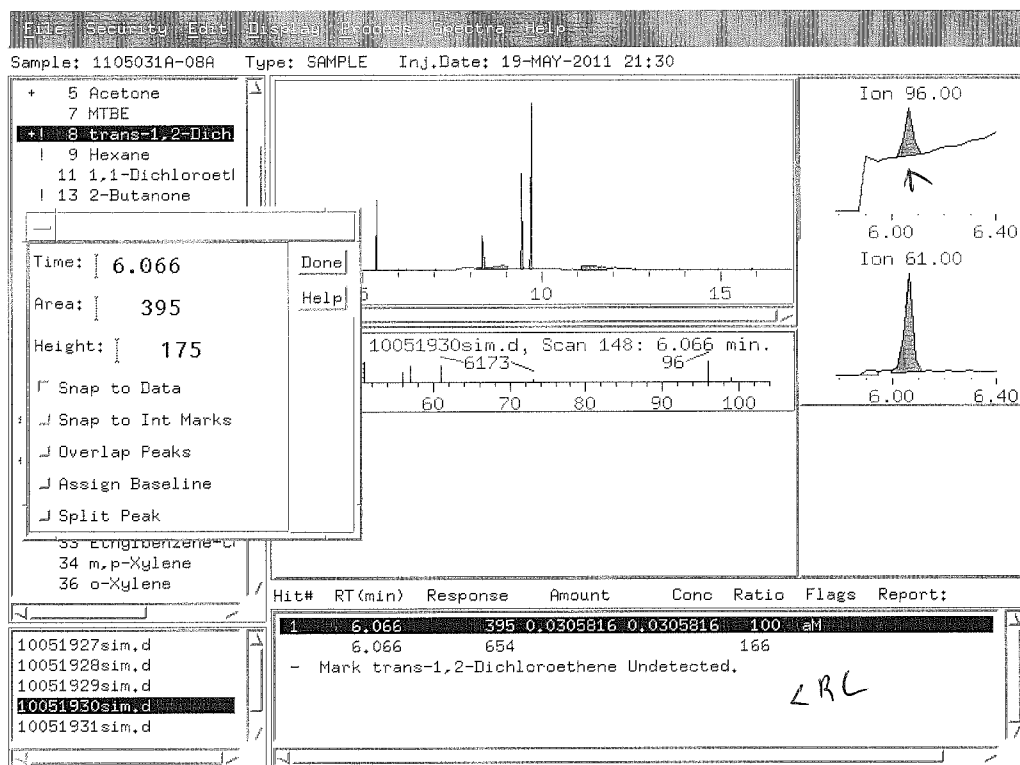 File Security Edit Display Process Spectra Help
Sample: 1105031A-08A Type: SAMPLE Inj.Date: 19-MAY-2011 21:30
+ 5 Acetone
7 MTBE
+! 8 trans-1,2-Dich
! 9 Hexane
11 1,1-Dichloroet
! 13 2-Butanone
Time: 6.066
Done
Area: 395
Help
Height: 175
Snap to Data
Snap to Int Marks
Overlap Peaks
Assign Baseline
Split Peak
34 m,p-Xylene
36 o-Xylene
10 15
10051930sim.d, Scan 148: 6.066 min.
6173 96
60 70 80 90 100
Ion 96.00
6.00 6.40
Ion 61.00
6.00 6.40
Hit# RT(min) Response Amount Conc Ratio Flags Report:
1 6.066 395 0.0305816 0.0305816 100 aM
6.066 654 166
- Mark trans-1,2-Dichloroethene Undetected.
<RL
10051927sim.d
10051928sim.d
10051929sim.d
10051930sim.d
10051931sim.d